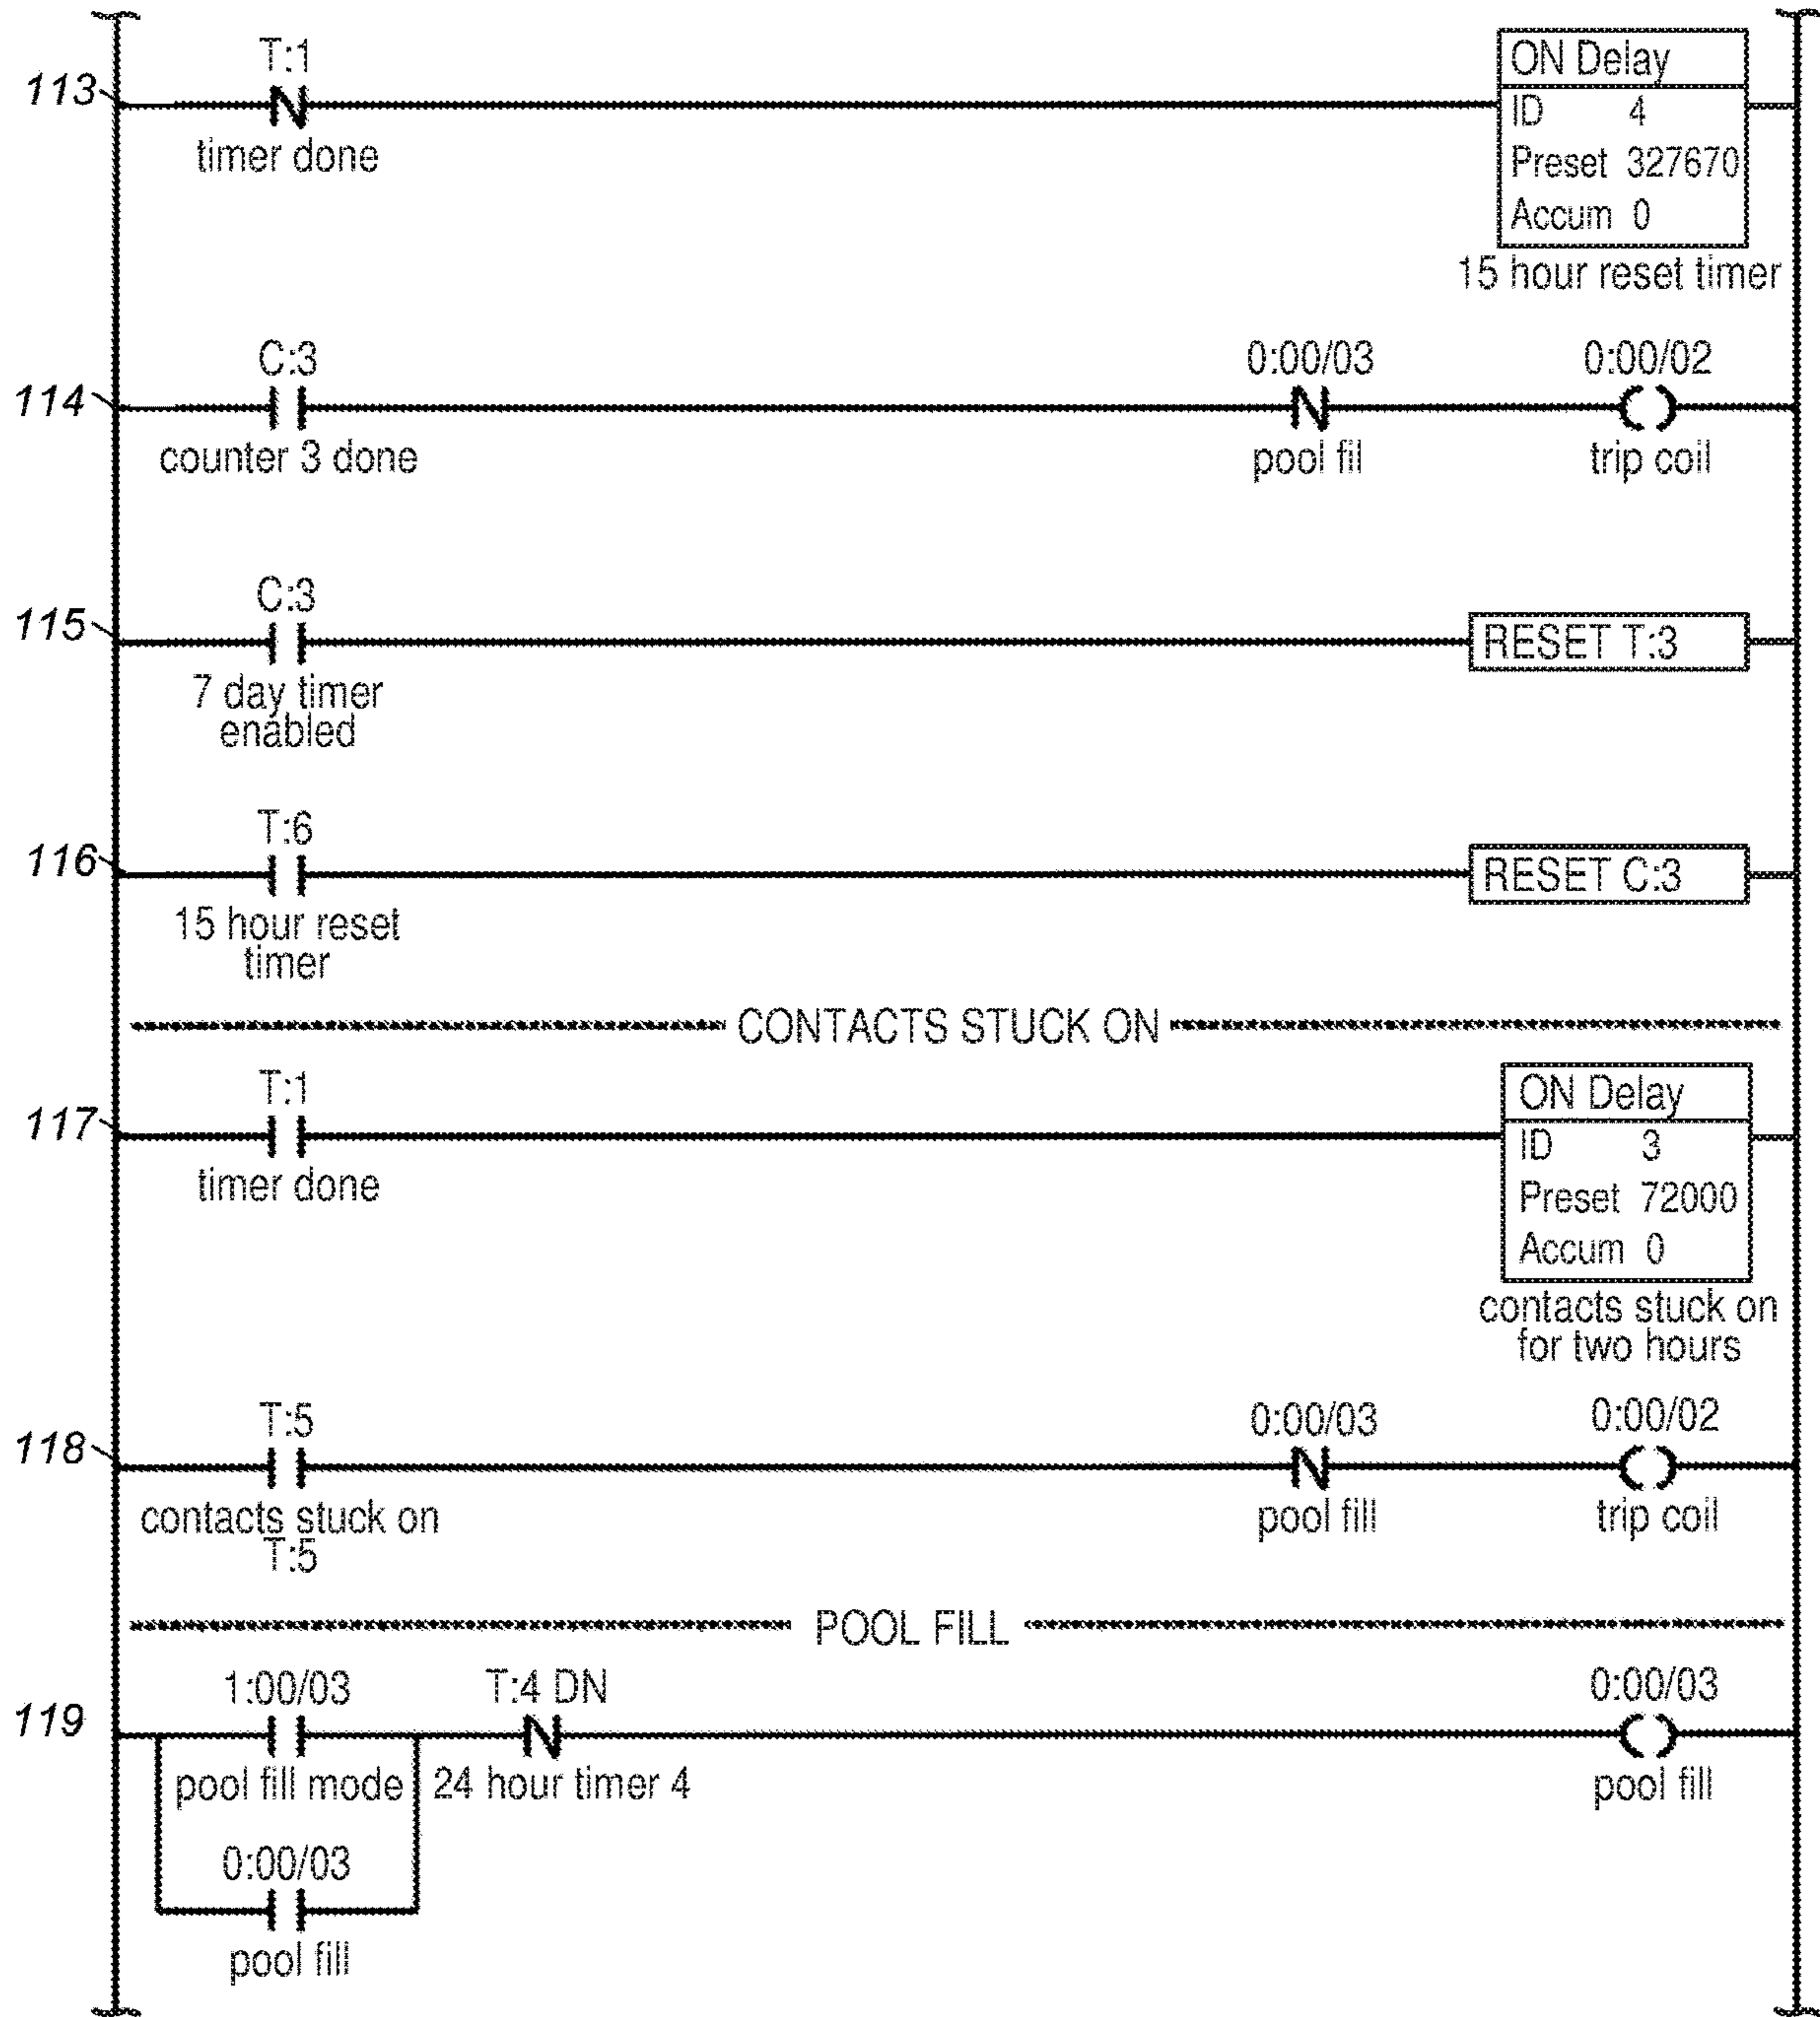 T:1
ON Delay
113
ID 4
timer done
Preset 327670
Accum 0
15 hour reset timer
C:3
0:00/03
0:00/02
114
counter 3 done
pool fil
trip coil
C:3
115
RESET T:3
7 day timer
enabled
T:6
116
RESET C:3
15 hour reset
timer
CONTACTS STUCK ON
T:1
ON Delay
117
ID 3
timer done
Preset 72000
Accum 0
contacts stuck on
for two hours
T:5
0:00/03
0:00/02
118
contacts stuck on
pool fill
trip coil
T:5
POOL FILL
1:00/03
T:4 DN
0:00/03
119
pool fill mode
24 hour timer 4
pool fill
0:00/03
pool fill